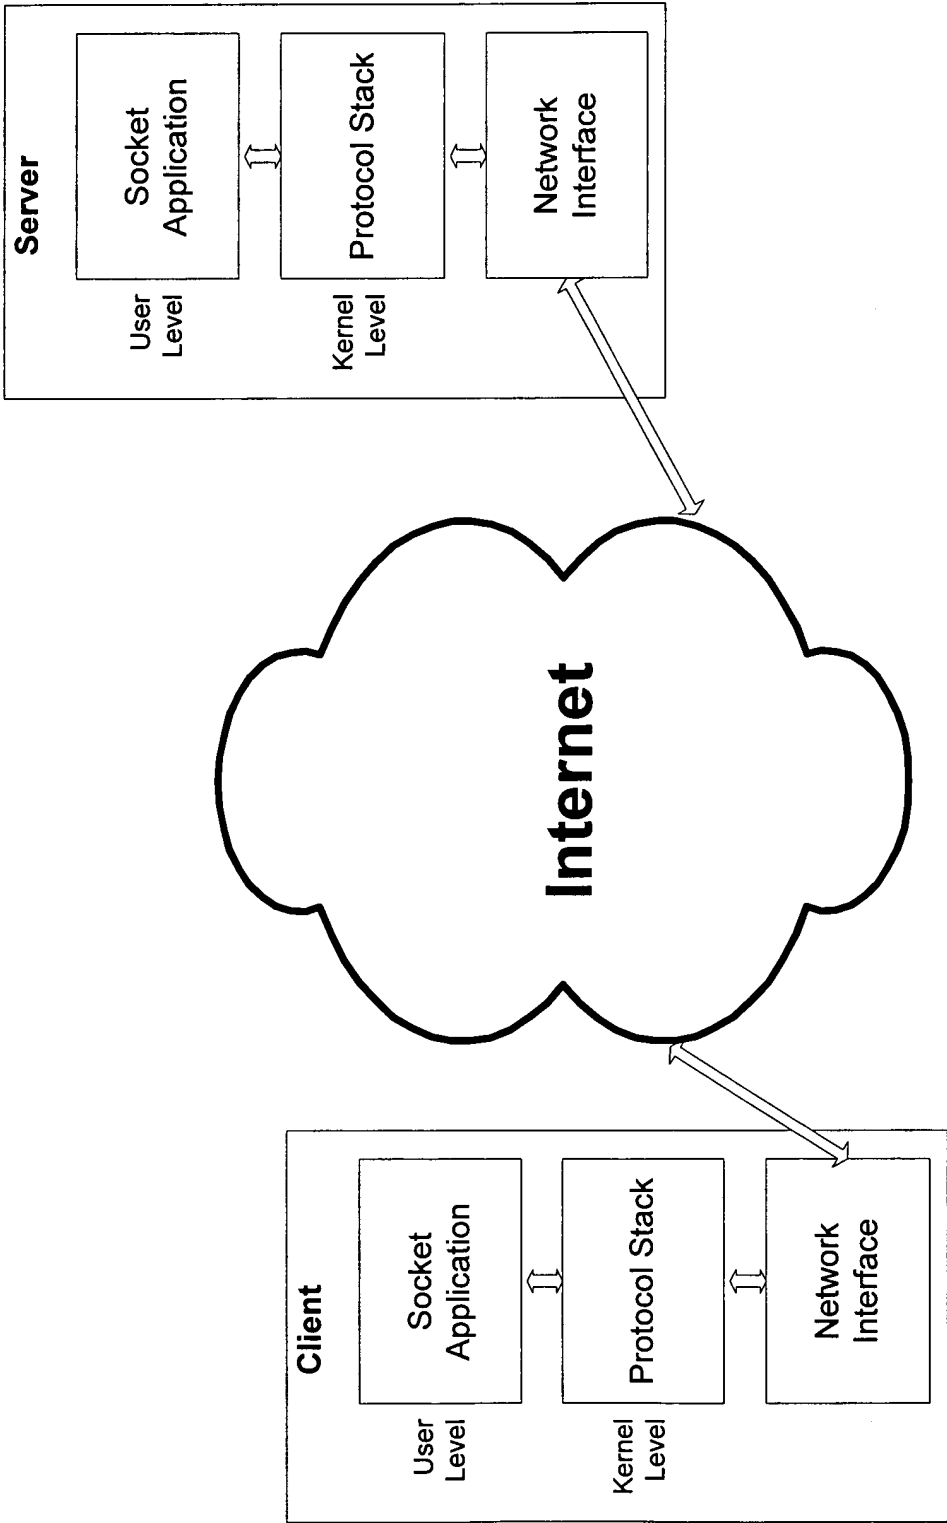 Client
User
Level
Socket
Application
Kernel
Level
Protocol Stack
Network
Interface
Internet
Server
User
Level
Socket
Application
Kernel
Level
Protocol Stack
Network
Interface